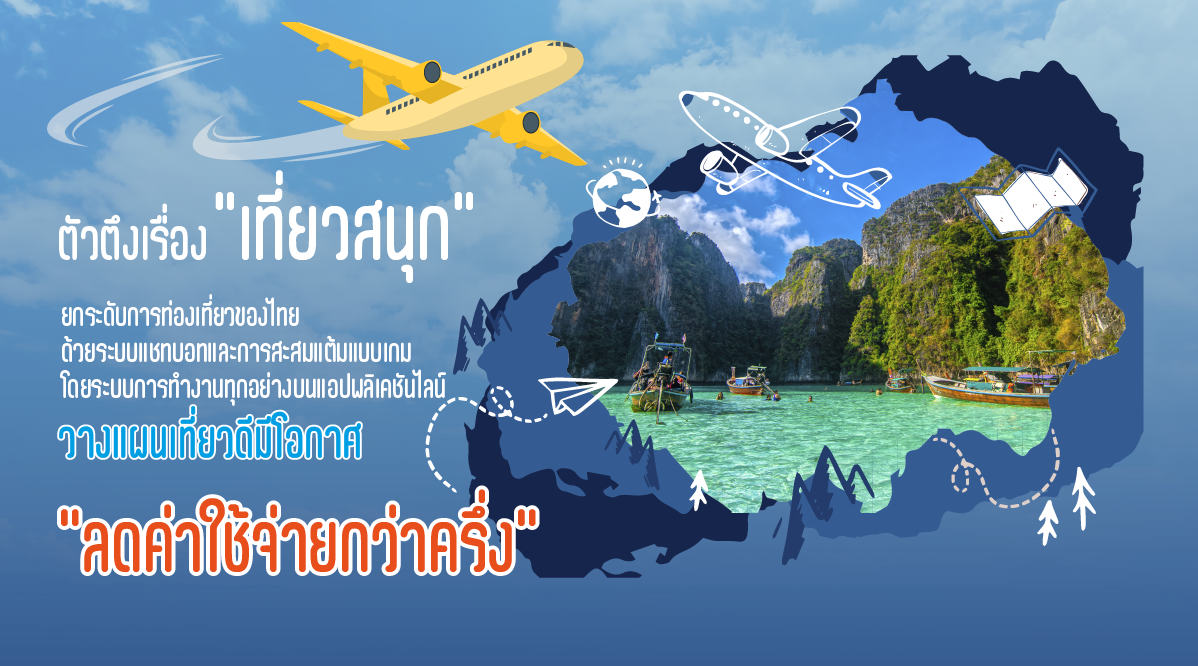 ตัวตึงเรื่อง "เที่ยวสนุก"
ยกระดับการท่องเที่ยวของไทย
ด้วยระบบแชทบอทและการสะสมแต้มแบบเกม
โดยระบบการทำงานทุกอย่างบนแอปพลิเคชันไลน์
วางแผนเที่ยวดีมีโอกาศ
"ลดค่าใช้จ่ายกว่าครึ่ง"